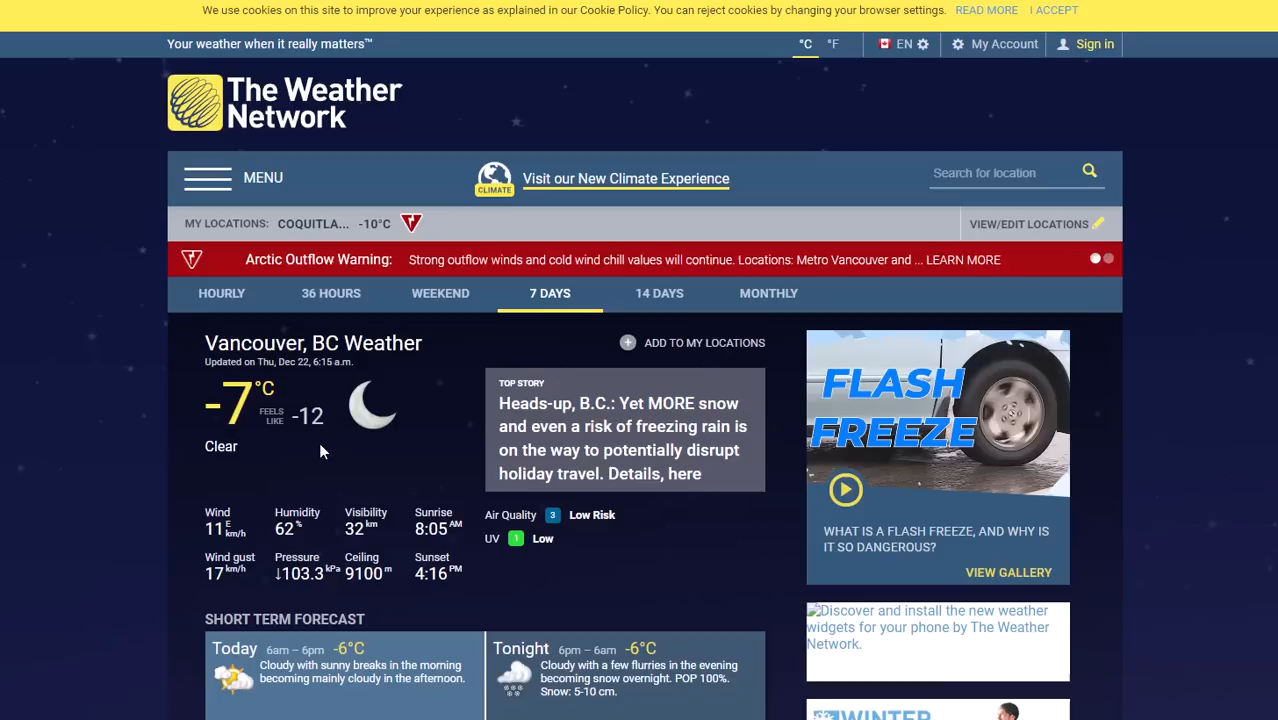 We use cookies on this site to improve your experience as explained in our Cookie Policy. You can reject cookies by changing your browser settings. READ MORE I ACCEPT
Your weather when it really matters™
°C °F EN My Account Sign in
The Weather
Network
MENU
CLIMATE
Visit our New Climate Experience
Search for location
MY LOCATIONS: COQUITLA... -10°C
VIEW/EDIT LOCATIONS
Arctic Outflow Warning: Strong outflow winds and cold wind chill values will continue. Locations: Metro Vancouver and ... LEARN MORE
HOURLY 36 HOURS WEEKEND 7 DAYS 14 DAYS MONTHLY
Vancouver, BC Weather
Updated on Thu, Dec 22, 6:15 a.m.
+ ADD TO MY LOCATIONS
-7°C
FEELS
LIKE
-12
Clear
TOP STORY
Heads-up, B.C.: Yet MORE snow
and even a risk of freezing rain is
on the way to potentially disrupt
holiday travel. Details, here
FLASH
FREEZE
WHAT IS A FLASH FREEZE, AND WHY IS
IT SO DANGEROUS?
VIEW GALLERY
Wind Humidity Visibility Sunrise
11 E km/h 62 % 32 km 8:05 AM
Wind gust Pressure Ceiling Sunset
17 km/h ↓103.3 kPa 9100 m 4:16 PM
Air Quality 3 Low Risk
UV 1 Low
SHORT TERM FORECAST
Today 6am – 6pm -6°C
Cloudy with sunny breaks in the morning
becoming mainly cloudy in the afternoon.
Tonight 6pm – 6am -6°C
Cloudy with a few flurries in the evening
becoming snow overnight. POP 100%.
Snow: 5-10 cm.
Discover and install the new weather
widgets for your phone by The Weather
Network.
WINTER